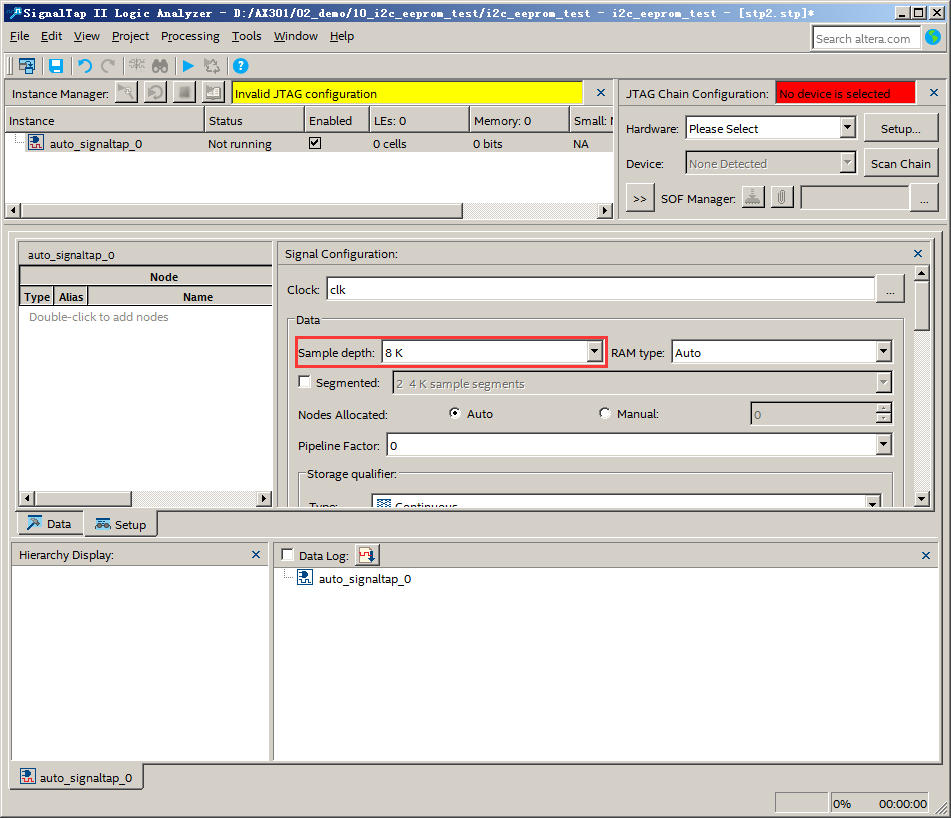 SignalTap II Logic Analyzer - D:/AX301/02_demo/10_i2c_eeprom_test/i2c_eeprom_test - i2c_eeprom_test - [stp2.stp]*
File Edit View Project Processing Tools Window Help
Search altera.com
Instance Manager: Invalid JTAG configuration
JTAG Chain Configuration: No device is selected
Instance Status Enabled LEs: 0 Memory: 0 Small:
auto_signaltap_0 Not running 0 cells 0 bits NA
Hardware: Please Select Setup...
Device: None Detected Scan Chain
>> SOF Manager: ...
auto_signaltap_0
Node
Type Alias Name
Double-click to add nodes
Signal Configuration:
Clock: clk ...
Data
Sample depth: 8 K RAM type: Auto
Segmented: 2 4 K sample segments
Nodes Allocated: Auto Manual: 0
Pipeline Factor: 0
Storage qualifier:
Type: Continuous
Data Setup
Hierarchy Display:
Data Log:
auto_signaltap_0
auto_signaltap_0
0% 00:00:00